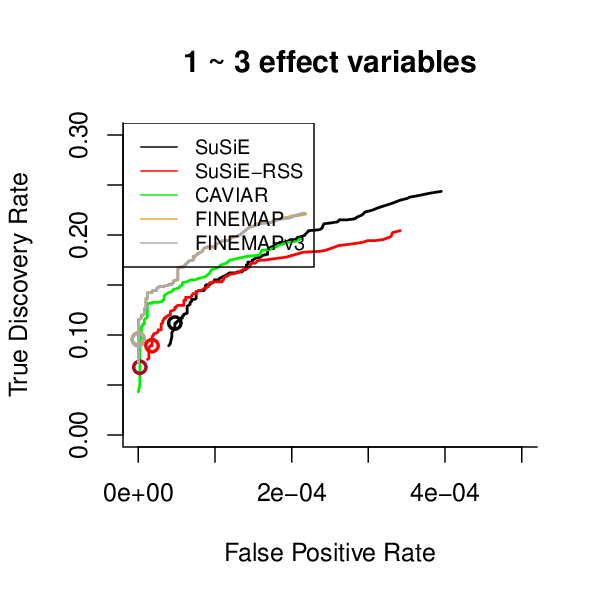 1 ~ 3 effect variables
True Discovery Rate
0.30
0.20
0.10
0.00
SuSiE
SuSiE−RSS
CAVIAR
FINEMAP
FINEMAPv3
0e+00
2e−04
4e−04
False Positive Rate